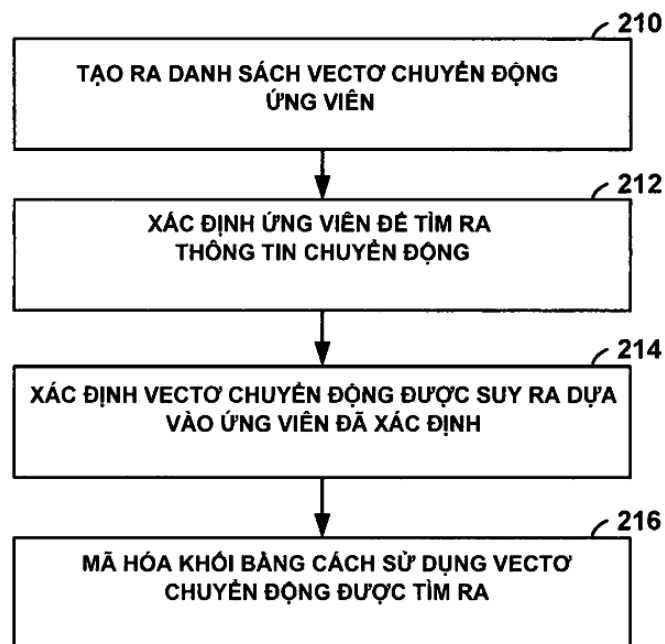 210
TẠO RA DANH SÁCH VECTƠ CHUYỂN ĐỘNG
ỨNG VIÊN
212
XÁC ĐỊNH ỨNG VIÊN ĐỂ TÌM RA
THÔNG TIN CHUYỂN ĐỘNG
214
XÁC ĐỊNH VECTƠ CHUYỂN ĐỘNG ĐƯỢC SUY RA DỰA
VÀO ỨNG VIÊN ĐÃ XÁC ĐỊNH
216
MÃ HÓA KHỐI BẰNG CÁCH SỬ DỤNG VECTƠ
CHUYỂN ĐỘNG ĐƯỢC TÌM RA